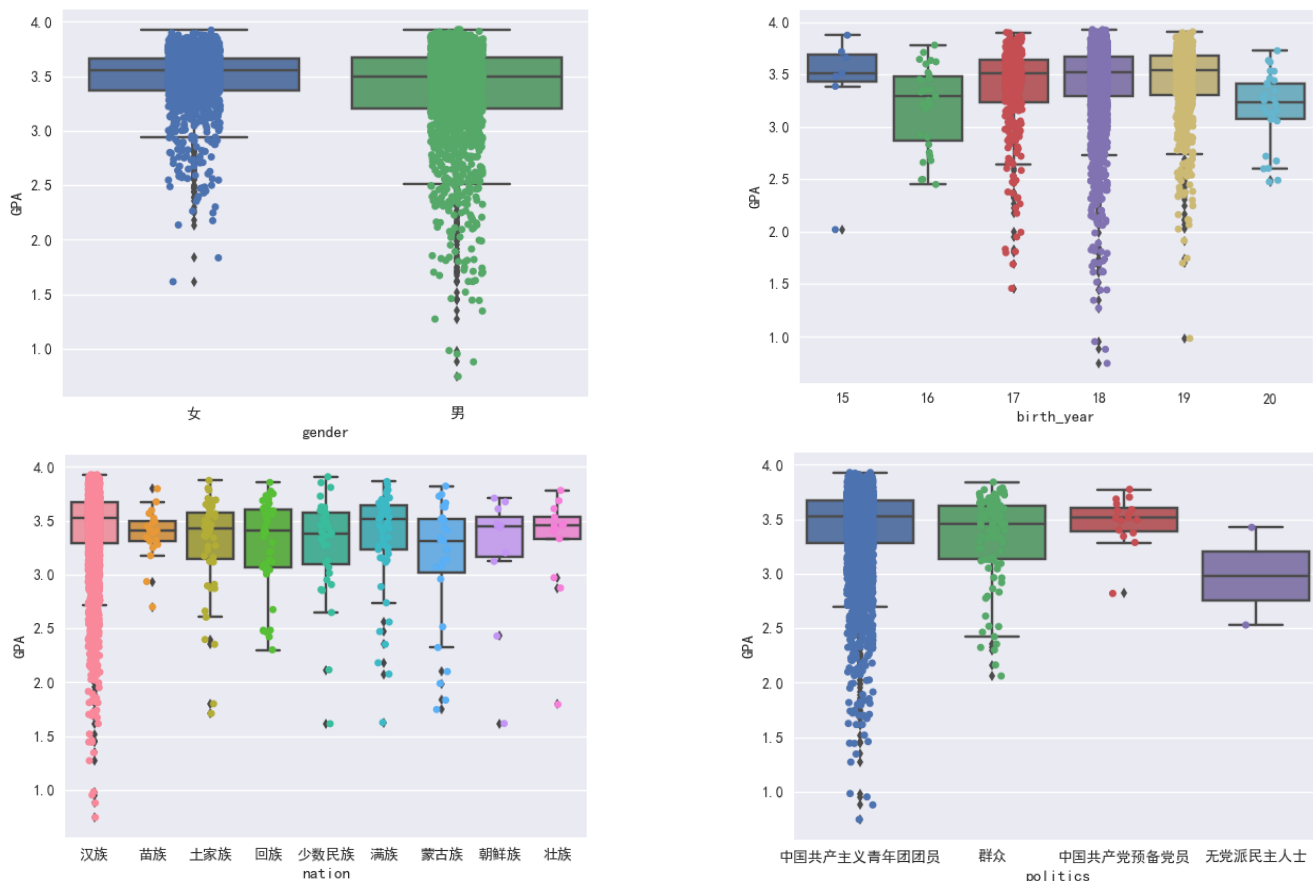 4.0
3.5
3.0
2.5
2.0
1.5
1.0
GPA
女 男
gender
4.0
3.5
3.0
2.5
2.0
1.5
1.0
GPA
15 16 17 18 19 20
birth_year
4.0
3.5
3.0
2.5
2.0
1.5
1.0
GPA
汉族 苗族 土家族 回族 少数民族 满族 蒙古族 朝鲜族 壮族
nation
4.0
3.5
3.0
2.5
2.0
1.5
1.0
GPA
中国共产主义青年团团员 群众 中国共产党预备党员 无党派民主人士
politics